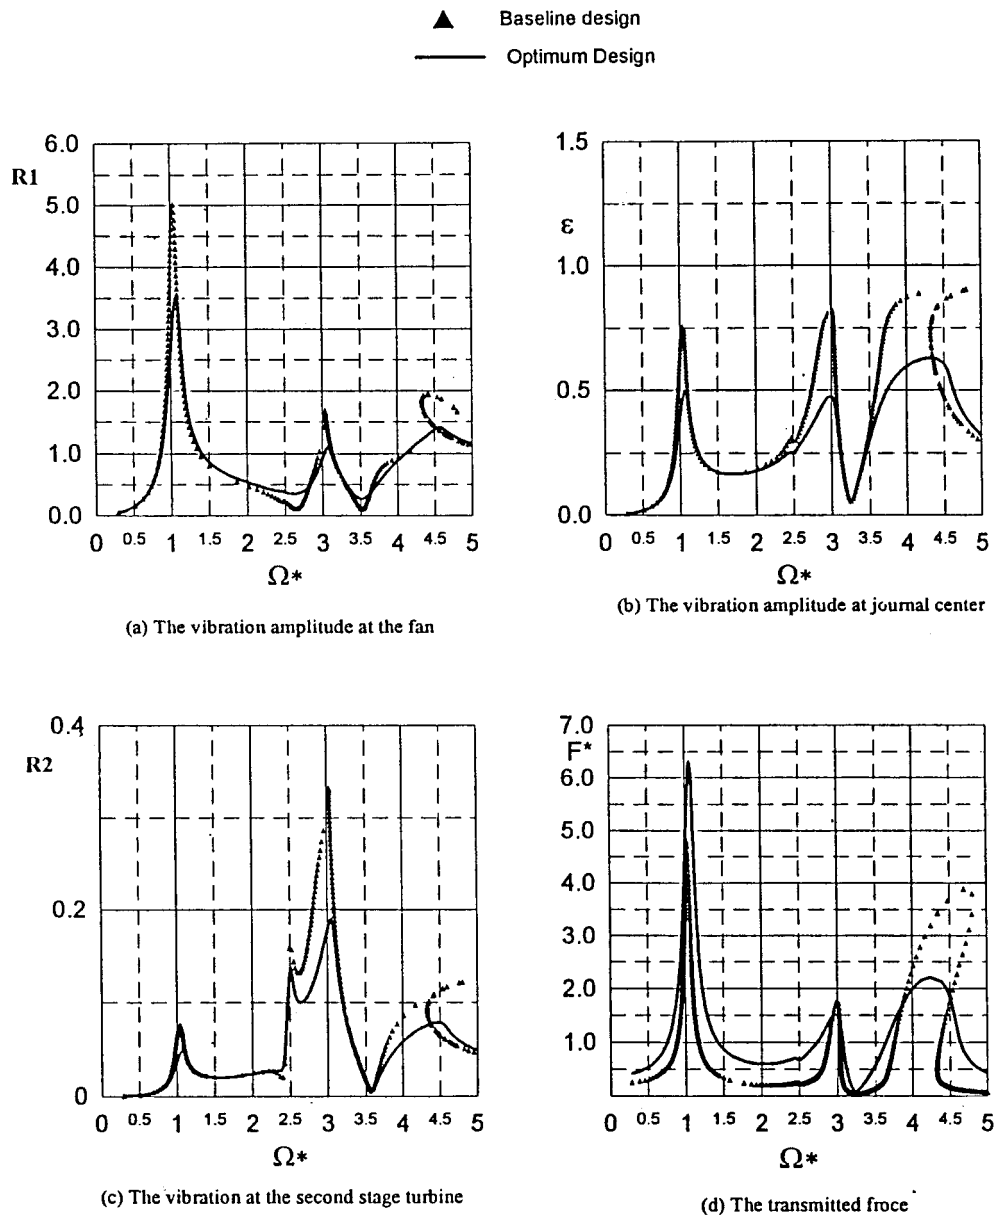 Baseline design
Optimum Design
6.0
R1
5.0
4.0
3.0
2.0
1.0
0.0
0 0.5 1 1.5 2 2.5 3 3.5 4 4.5 5
Ω*
(a) The vibration amplitude at the fan
1.5
ε
1.0
0.5
0.0
0 0.5 1 1.5 2 2.5 3 3.5 4 4.5 5
Ω*
(b) The vibration amplitude at journal center
0.4
R2
0.2
0
0 0.5 1 1.5 2 2.5 3 3.5 4 4.5 5
Ω*
(c) The vibration at the second stage turbine
7.0
F*
6.0
5.0
4.0
3.0
2.0
1.0
0 0.5 1 1.5 2 2.5 3 3.5 4 4.5 5
Ω*
(d) The transmitted froce